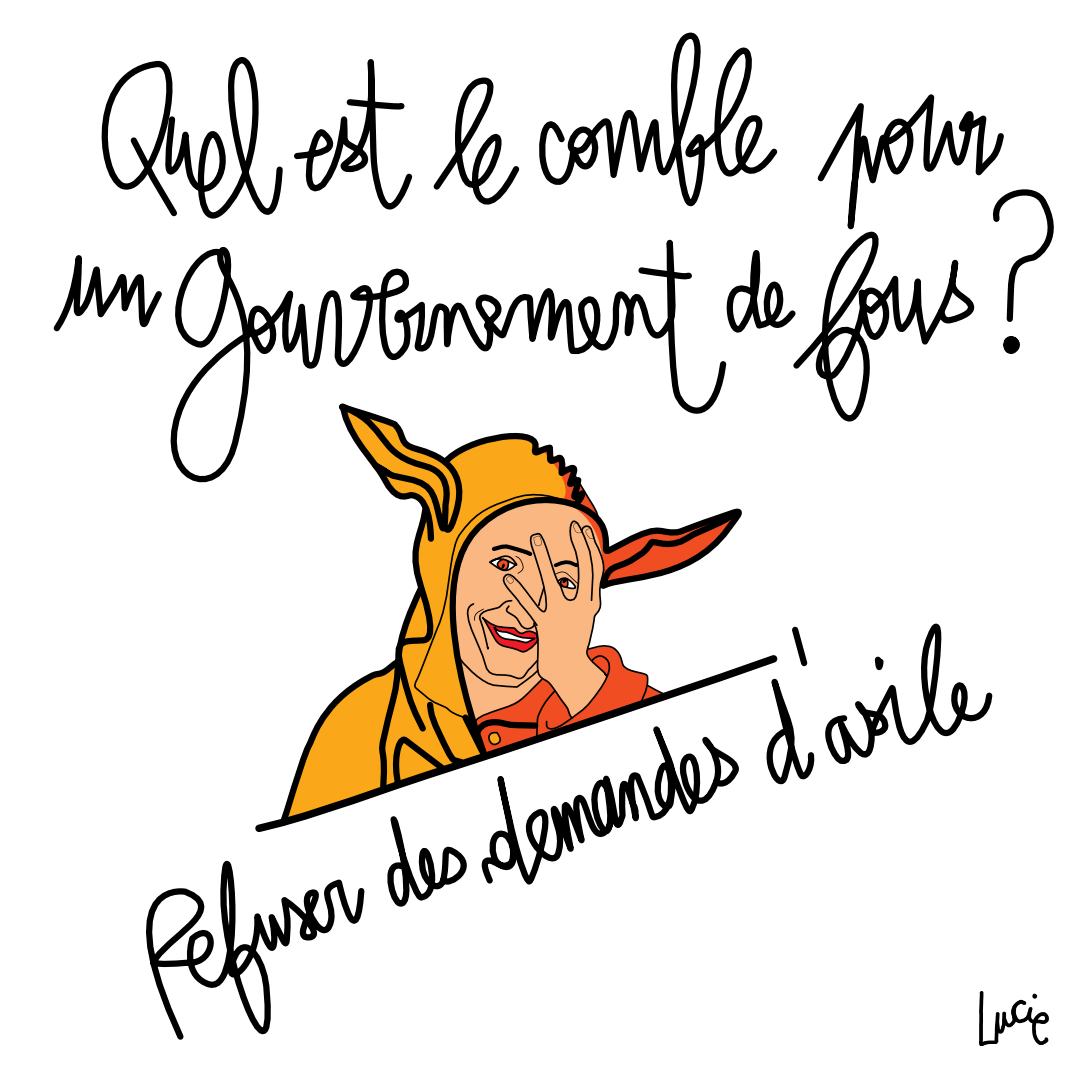 Quel est le comble pour
un gouvernement de fous ?
Refuser des demandes d'asile
Lucie